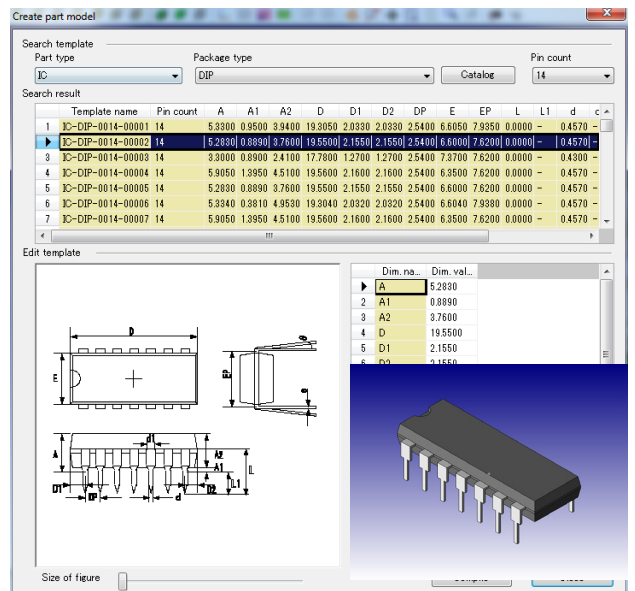 Create part model
Search template
Part type Package type Pin count
IC DIP Catalog 14
Search result
Template name Pin count A A1 A2 D D1 D2 DP E EP L L1 d
1 IC-DIP-0014-00001 14 5.3300 0.9500 3.9400 19.3050 2.0330 2.0330 2.5400 6.6050 7.9350 0.0000 - 0.4570 -
IC-DIP-0014-00002 14 5.2830 0.8890 3.7600 19.5500 2.1550 2.1550 2.5400 6.6000 7.6200 0.0000 - 0.4570 -
3 IC-DIP-0014-00003 14 3.3000 0.8900 2.4100 17.7800 1.2700 1.2700 2.5400 7.3700 7.6200 0.0000 - 0.4300 -
4 IC-DIP-0014-00004 14 5.9050 1.3950 4.5100 19.5600 2.1600 2.1600 2.5400 6.3500 7.6200 0.0000 - 0.4570 -
5 IC-DIP-0014-00005 14 5.2830 0.8890 3.7600 19.5500 2.1550 2.1550 2.5400 6.6000 7.6200 0.0000 - 0.4570 -
6 IC-DIP-0014-00006 14 5.3340 0.3810 4.9530 19.3040 2.0320 2.0320 2.5400 6.6040 7.9380 0.0000 - 0.4570 -
7 IC-DIP-0014-00007 14 5.9050 1.3950 4.5100 19.5600 2.1600 2.1600 2.5400 6.3500 7.6200 0.0000 - 0.4570 -
Edit template
Dim. na... Dim. val...
A 5.2830
2 A1 0.8890
3 A2 3.7600
4 D 19.5500
5 D1 2.1550
6 D2 2.1550
D
E
EP
A
d1
A2
A1
L
L1
D1
DP
d
D2
Size of figure